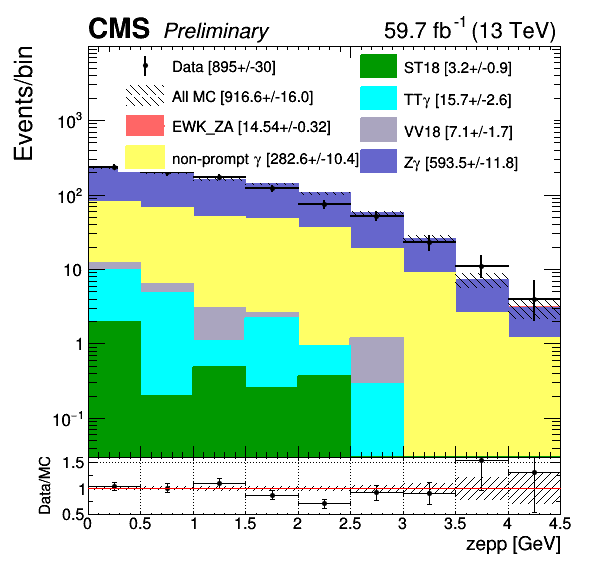 CMS Preliminary 59.7 fb⁻¹ (13 TeV)
Events/bin
Data [895+/-30]
All MC [916.6+/-16.0]
EWK_ZA [14.54+/-0.32]
non-prompt γ [282.6+/-10.4]
ST18 [3.2+/-0.9]
TTγ [15.7+/-2.6]
VV18 [7.1+/-1.7]
Zγ [593.5+/-11.8]
10³
10²
10
1
10⁻¹
Data/MC
1.5
1
0.5
0 0.5 1 1.5 2 2.5 3 3.5 4 4.5
zepp [GeV]